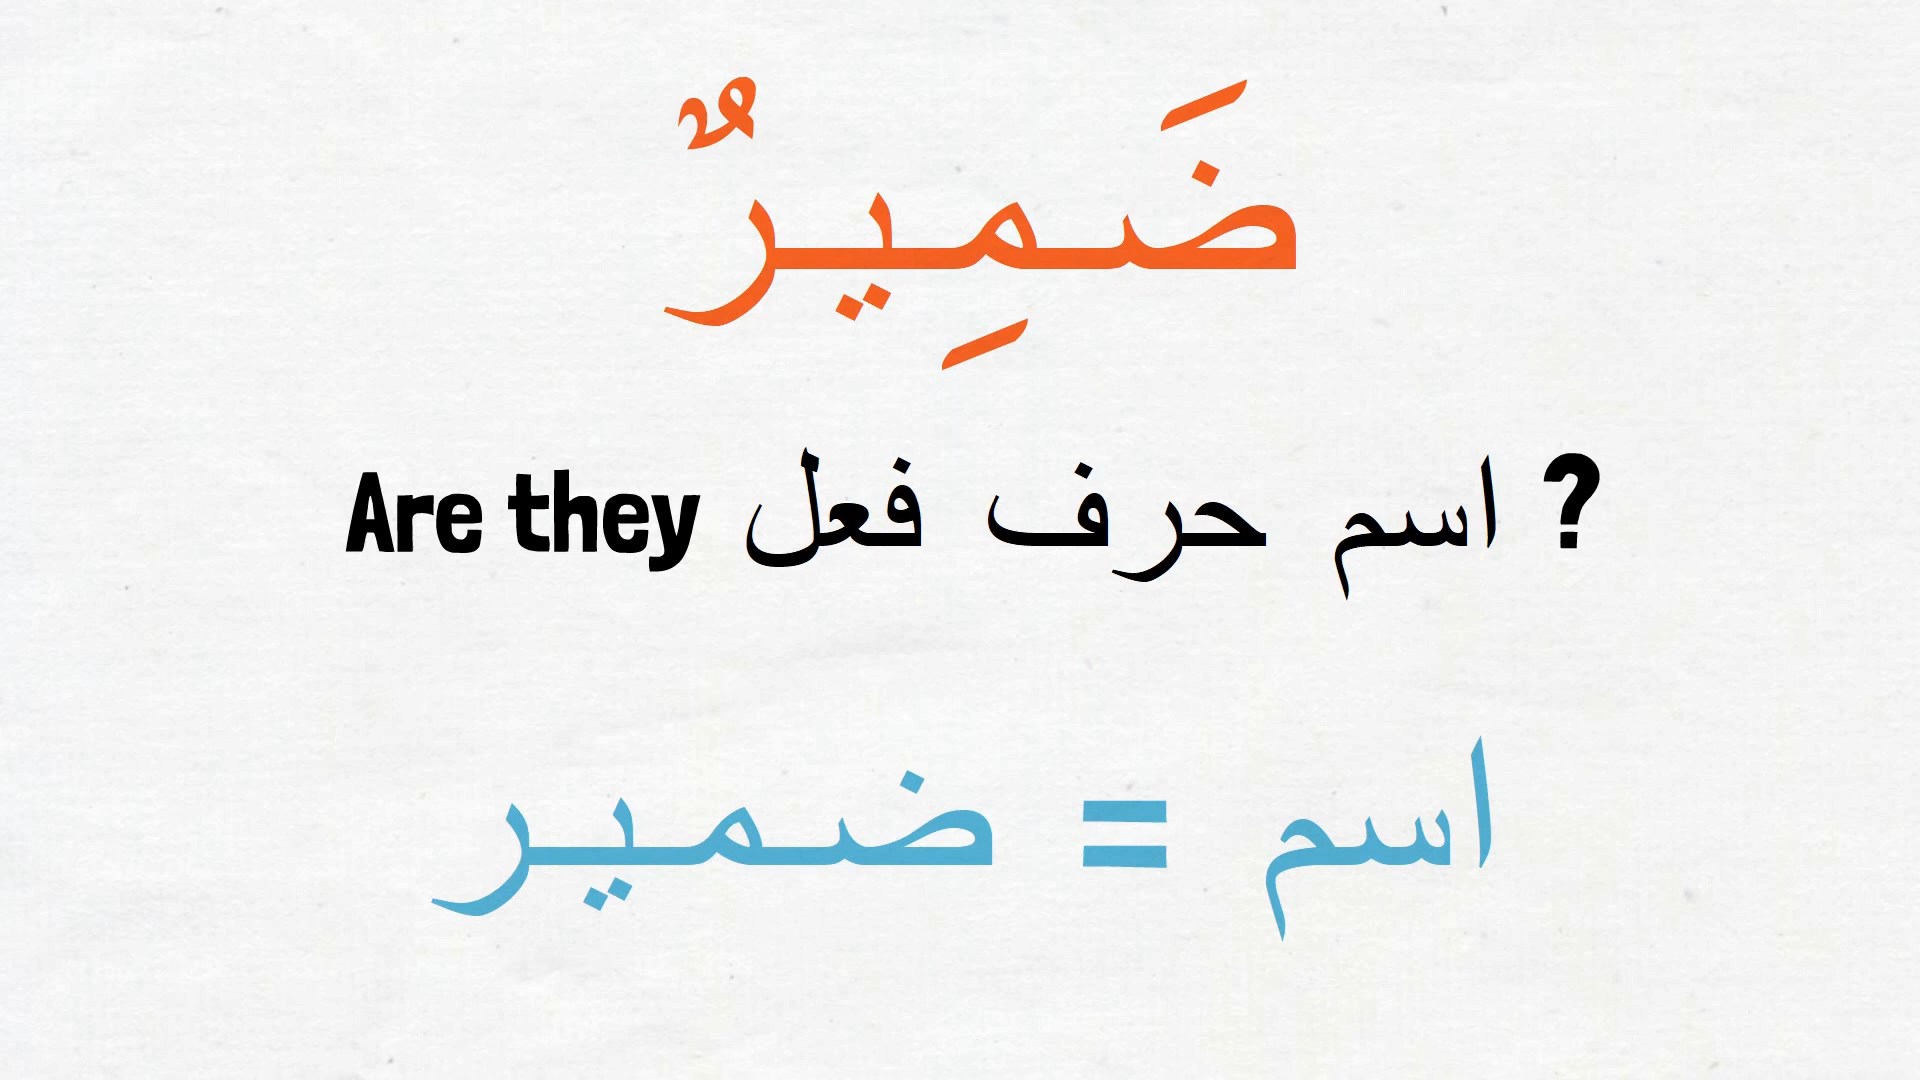 ضَمِيرٌ
Are they اسم حرف فعل ?
اسم = ضمير